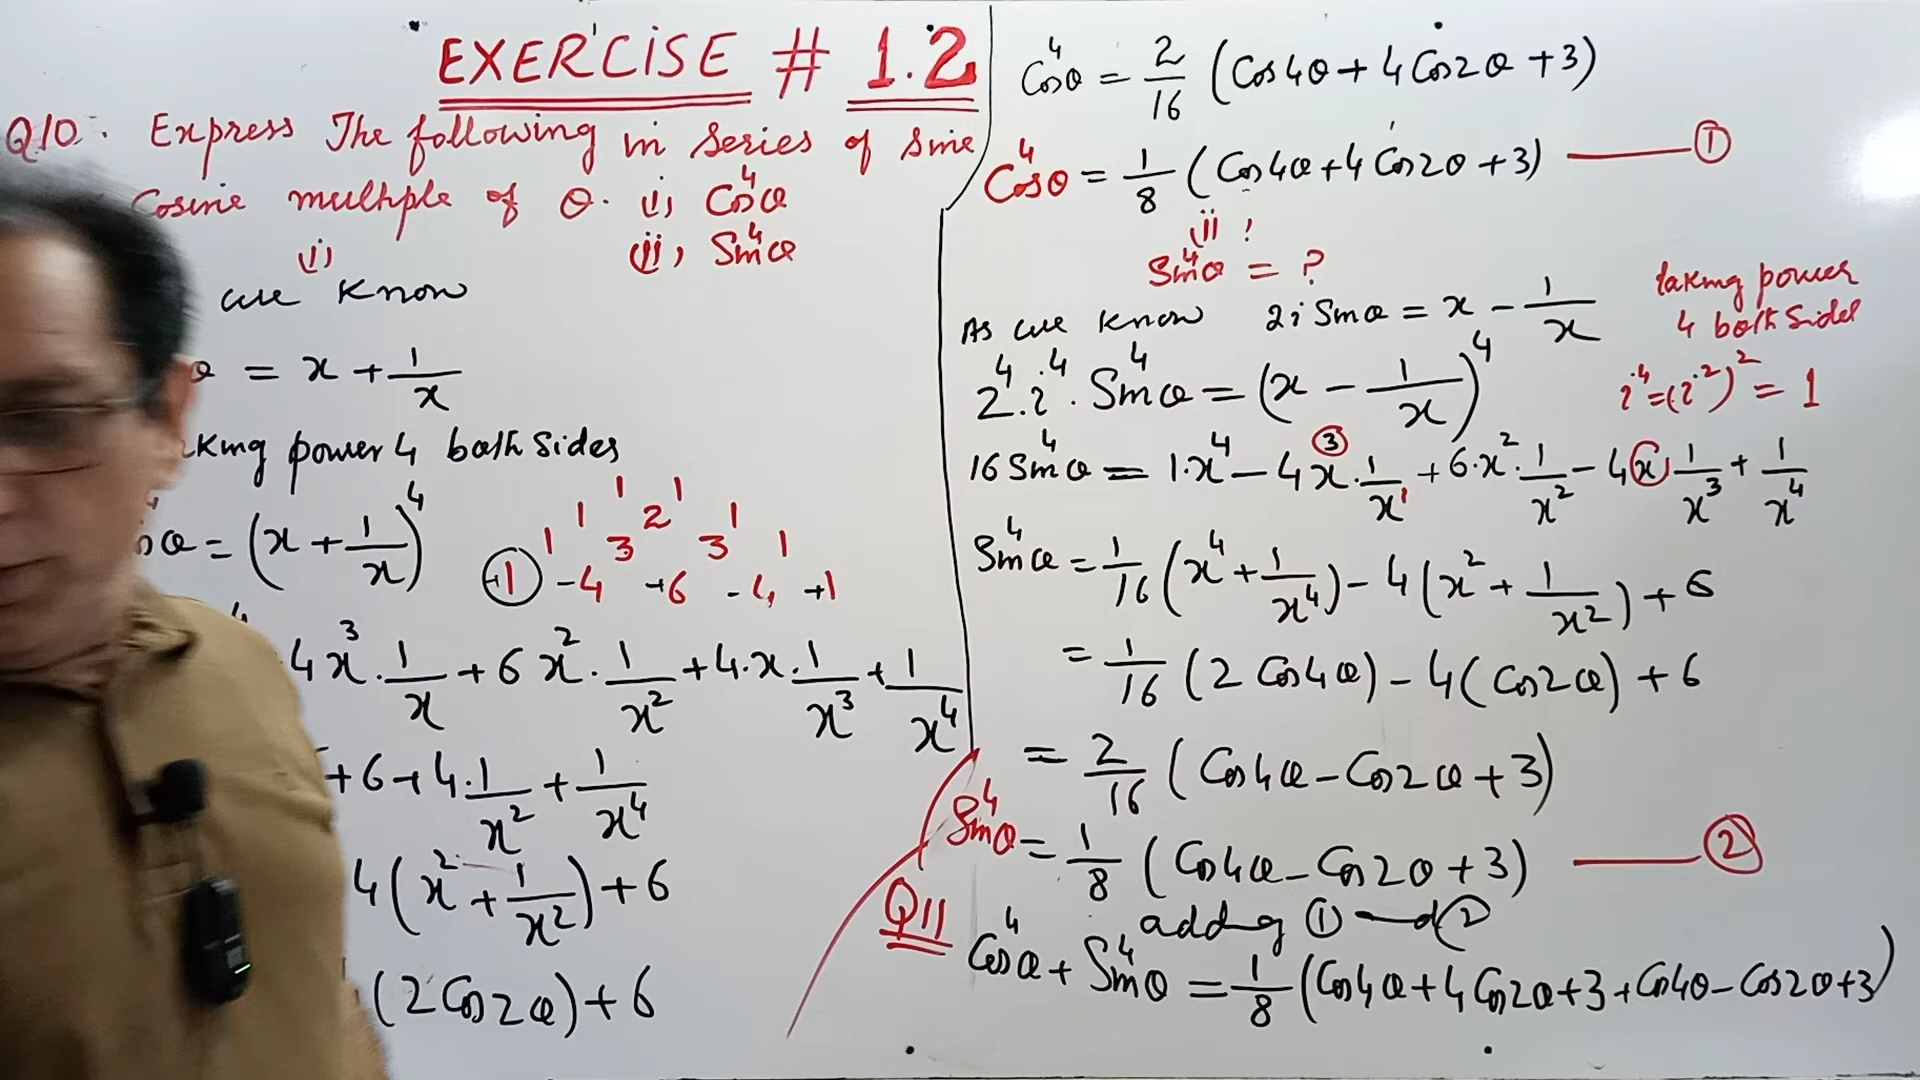 EXERCISE # 1.2
Q10. Express The following in Series of Sine
Cosine multiple of θ. (i) Cos⁴θ
(ii) Sin⁴θ
(i)
we Know
θ = x + 1/x
king power 4 both Sides
sθ = (x + 1/x)⁴
1 1
1 2 1
1 3 3 1
+1 -4 +6 -4 +1
4x³·1/x + 6x²·1/x² + 4·x·1/x³ + 1/x⁴
+6+4·1/x² + 1/x⁴
4(x² + 1/x²) + 6
(2Cos2θ) + 6
Cos⁴θ = 2/16 (Cos4θ + 4Cos2θ + 3)
Cos⁴θ = 1/8 (Cos4θ + 4Cos2θ + 3) —— ①
(ii)
Sin⁴θ = ?
As we know 2i Sinθ = x - 1/x
taking power
4 both Sides
2⁴·i⁴·Sin⁴θ = (x - 1/x)⁴
i⁴=(i²)² = 1
16 Sin⁴θ = 1·x⁴ - 4x³·1/x¹ + 6·x²·1/x² - 4x·1/x³ + 1/x⁴
Sin⁴θ = 1/16 (x⁴ + 1/x⁴) - 4(x² + 1/x²) + 6
= 1/16 (2 Cos4θ) - 4(Cos2θ) + 6
= 2/16 (Cos4θ - Cos2θ + 3)
Sin⁴θ = 1/8 (Cos4θ - Cos2θ + 3) —— ②
Q11
adding ① and ②
Cos⁴θ + Sin⁴θ = 1/8 (Cos4θ + 4Cos2θ + 3 + Cos4θ - Cos2θ + 3)